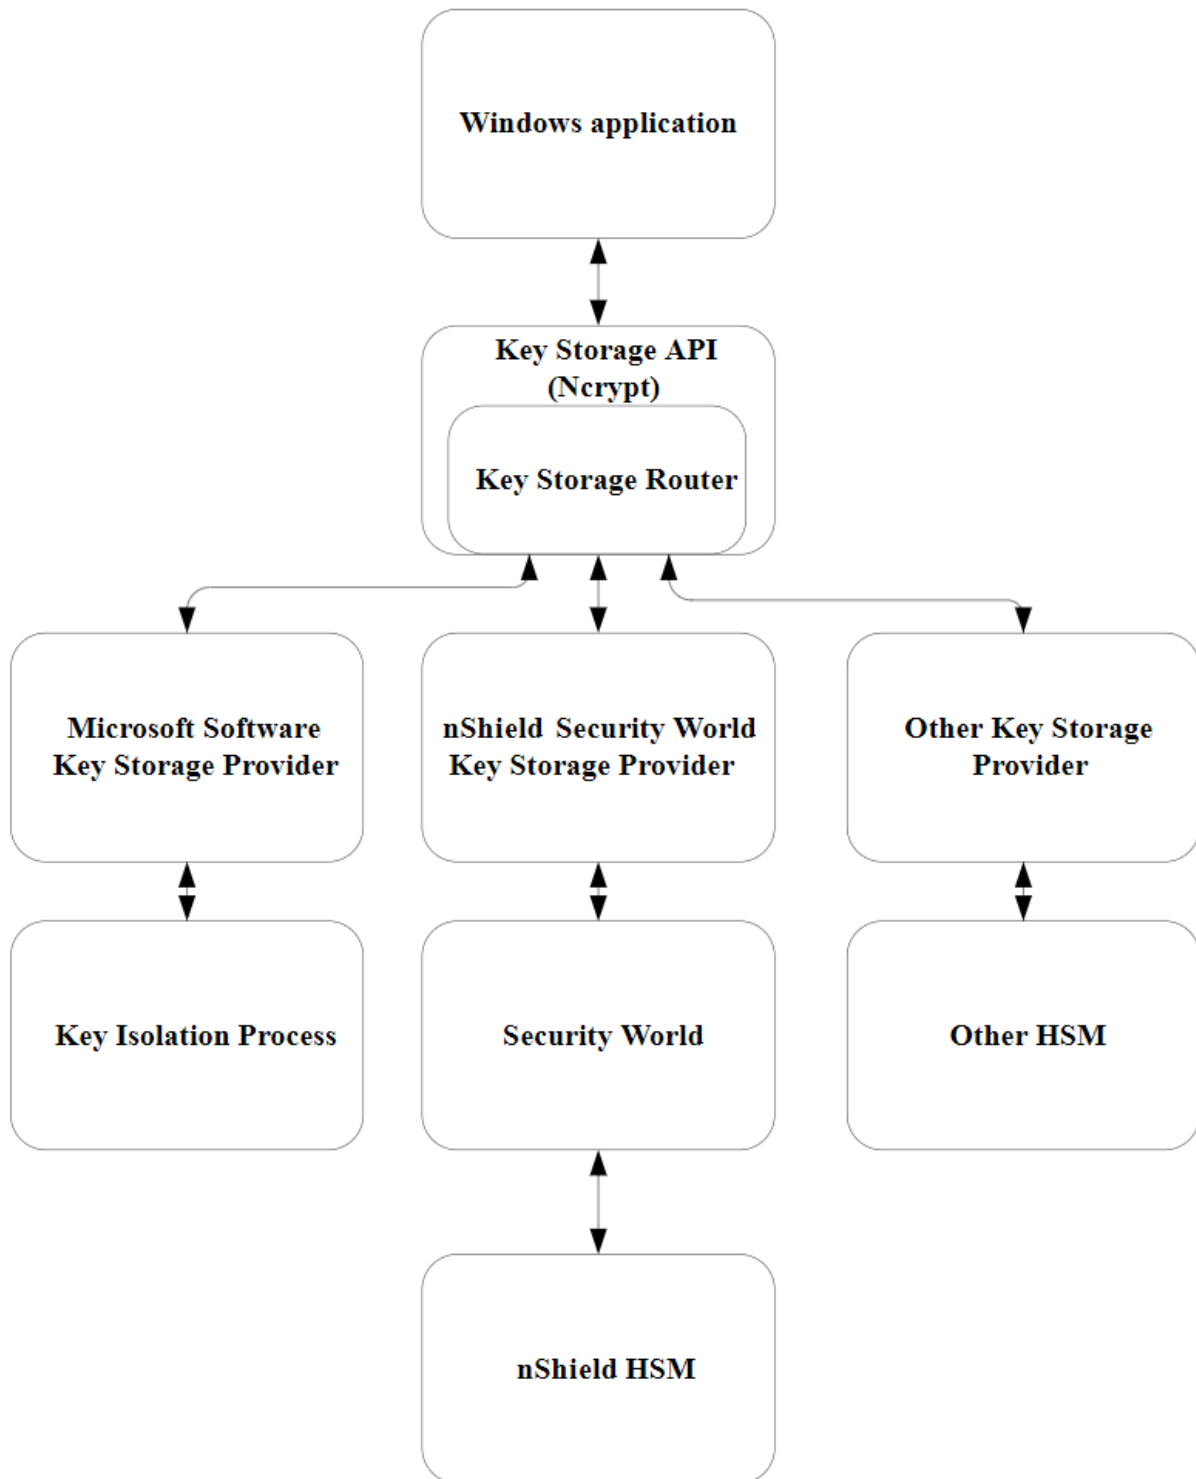 Windows application
Key Storage API
(Ncrypt)
Key Storage Router
Microsoft Software
Key Storage Provider
nShield Security World
Key Storage Provider
Other Key Storage
Provider
Key Isolation Process
Security World
Other HSM
nShield HSM